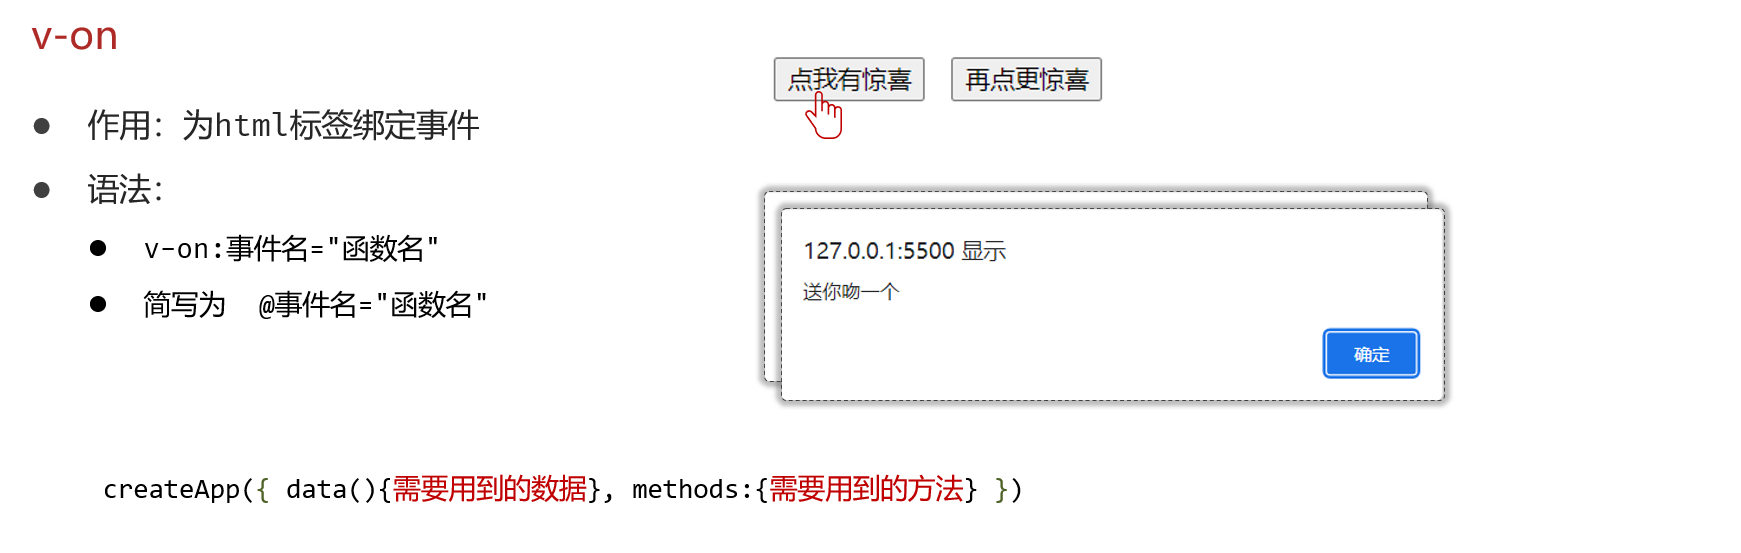 v-on
作用：为html标签绑定事件
语法：
v-on:事件名="函数名"
简写为 @事件名="函数名"
点我有惊喜
再点更惊喜
127.0.0.1:5500 显示
送你吻一个
确定
createApp({ data(){需要用到的数据}, methods:{需要用到的方法} })